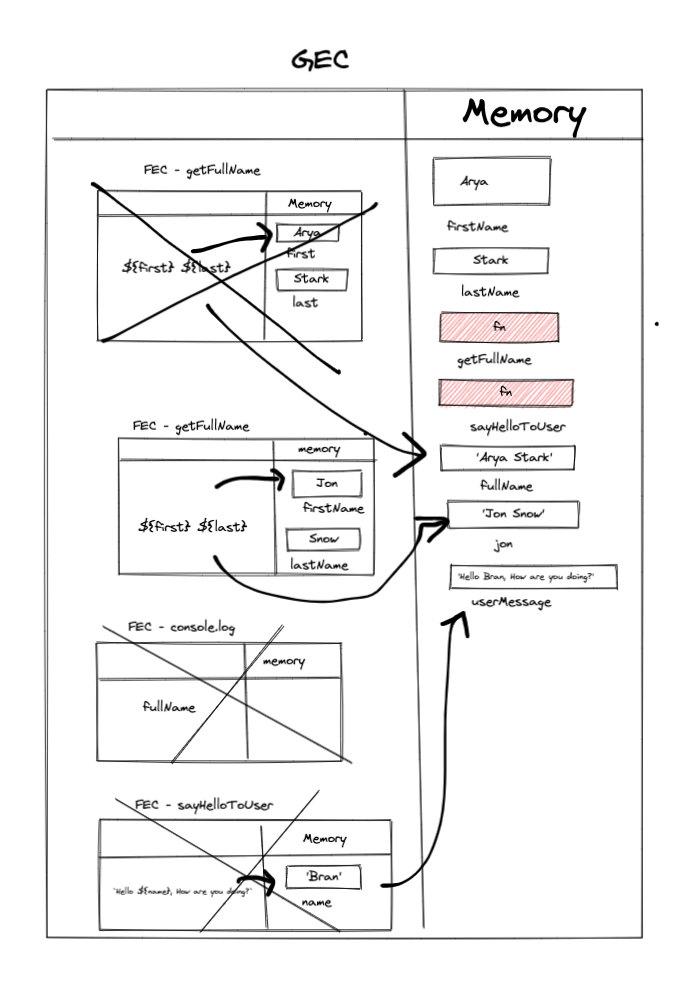 GEC
Memory
FEC - getFullName
Memory
Arya
first
${first} ${last}
Stark
last
Arya
firstName
Stark
lastName
fn
getFullName
fn
sayHelloToUser
'Arya Stark'
fullName
'Jon Snow'
jon
'Hello Bran, How are you doing?'
userMessage
FEC - getFullName
memory
Jon
firstName
${first} ${last}
Snow
lastName
FEC - console.log
memory
fullName
FEC - sayHelloToUser
Memory
'Bran'
name
'Hello ${name}, How are you doing?'